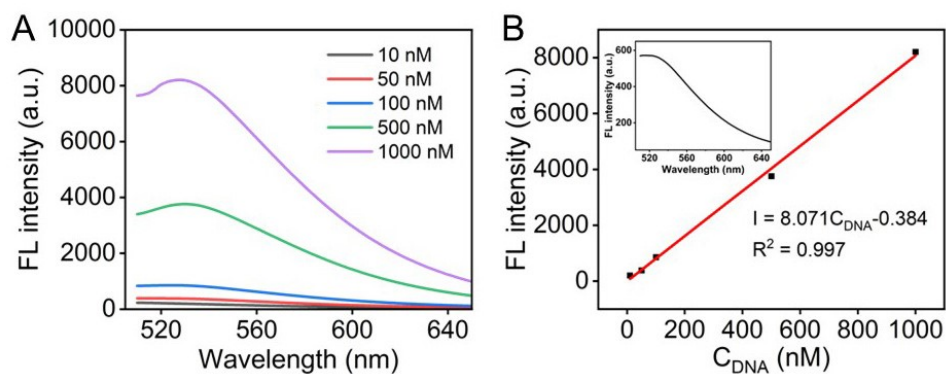 A
FL intensity (a.u.)
10000
8000
6000
4000
2000
0
10 nM
50 nM
100 nM
500 nM
1000 nM
520
560
600
640
Wavelength (nm)
B
FL intensity (a.u.)
8000
6000
4000
2000
0
FL intensity (a.u.)
600
400
200
520
560
600
640
Wavelength (nm)
I = 8.071C_DNA-0.384
R² = 0.997
0
200
400
600
800
1000
C_DNA (nM)